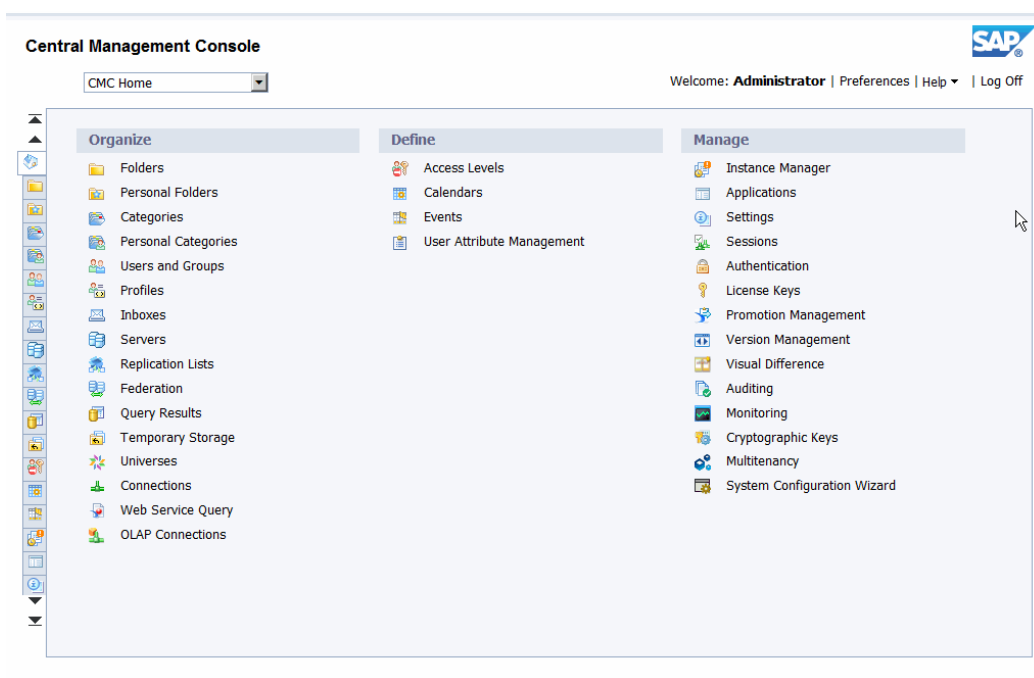 Central Management Console
SAP®
CMC Home
Welcome: Administrator | Preferences | Help | Log Off
Organize
Folders
Personal Folders
Categories
Personal Categories
Users and Groups
Profiles
Inboxes
Servers
Replication Lists
Federation
Query Results
Temporary Storage
Universes
Connections
Web Service Query
OLAP Connections
Define
Access Levels
Calendars
Events
User Attribute Management
Manage
Instance Manager
Applications
Settings
Sessions
Authentication
License Keys
Promotion Management
Version Management
Visual Difference
Auditing
Monitoring
Cryptographic Keys
Multitenancy
System Configuration Wizard